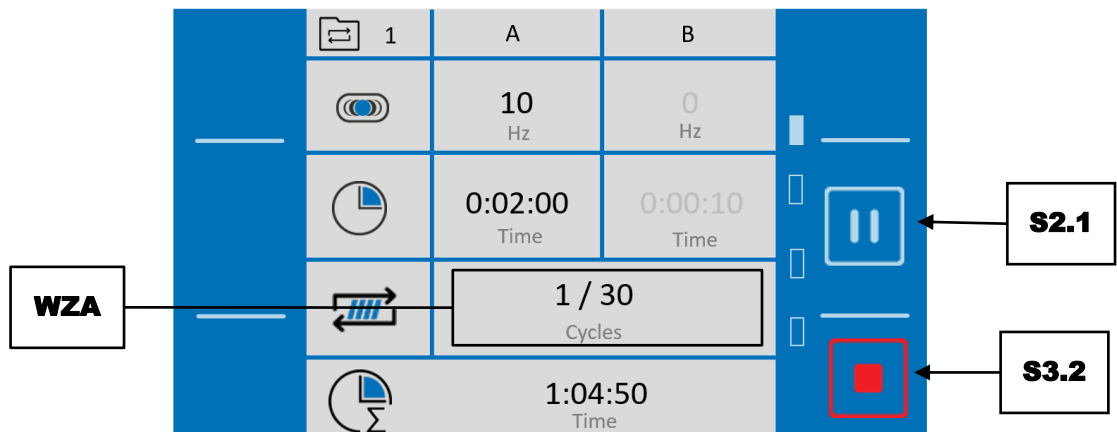 1 A B
10 0
Hz Hz
0:02:00 0:00:10
Time Time
S2.1
WZA
1 / 30
Cycles
S3.2
1:04:50
Time
Σ